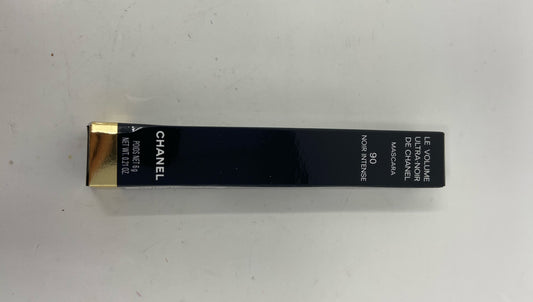 LE VOLUME
ULTRA-NOIR
DE CHANEL
MASCARA
90
NOIR INTENSE
CHANEL
POIDS NET 6 g
NET WT. 0.21 OZ.